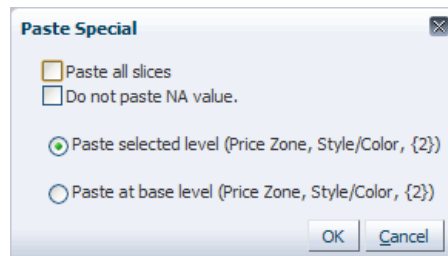 Paste Special
Paste all slices
Do not paste NA value.
Paste selected level (Price Zone, Style/Color, {2})
Paste at base level (Price Zone, Style/Color, {2})
OK
Cancel